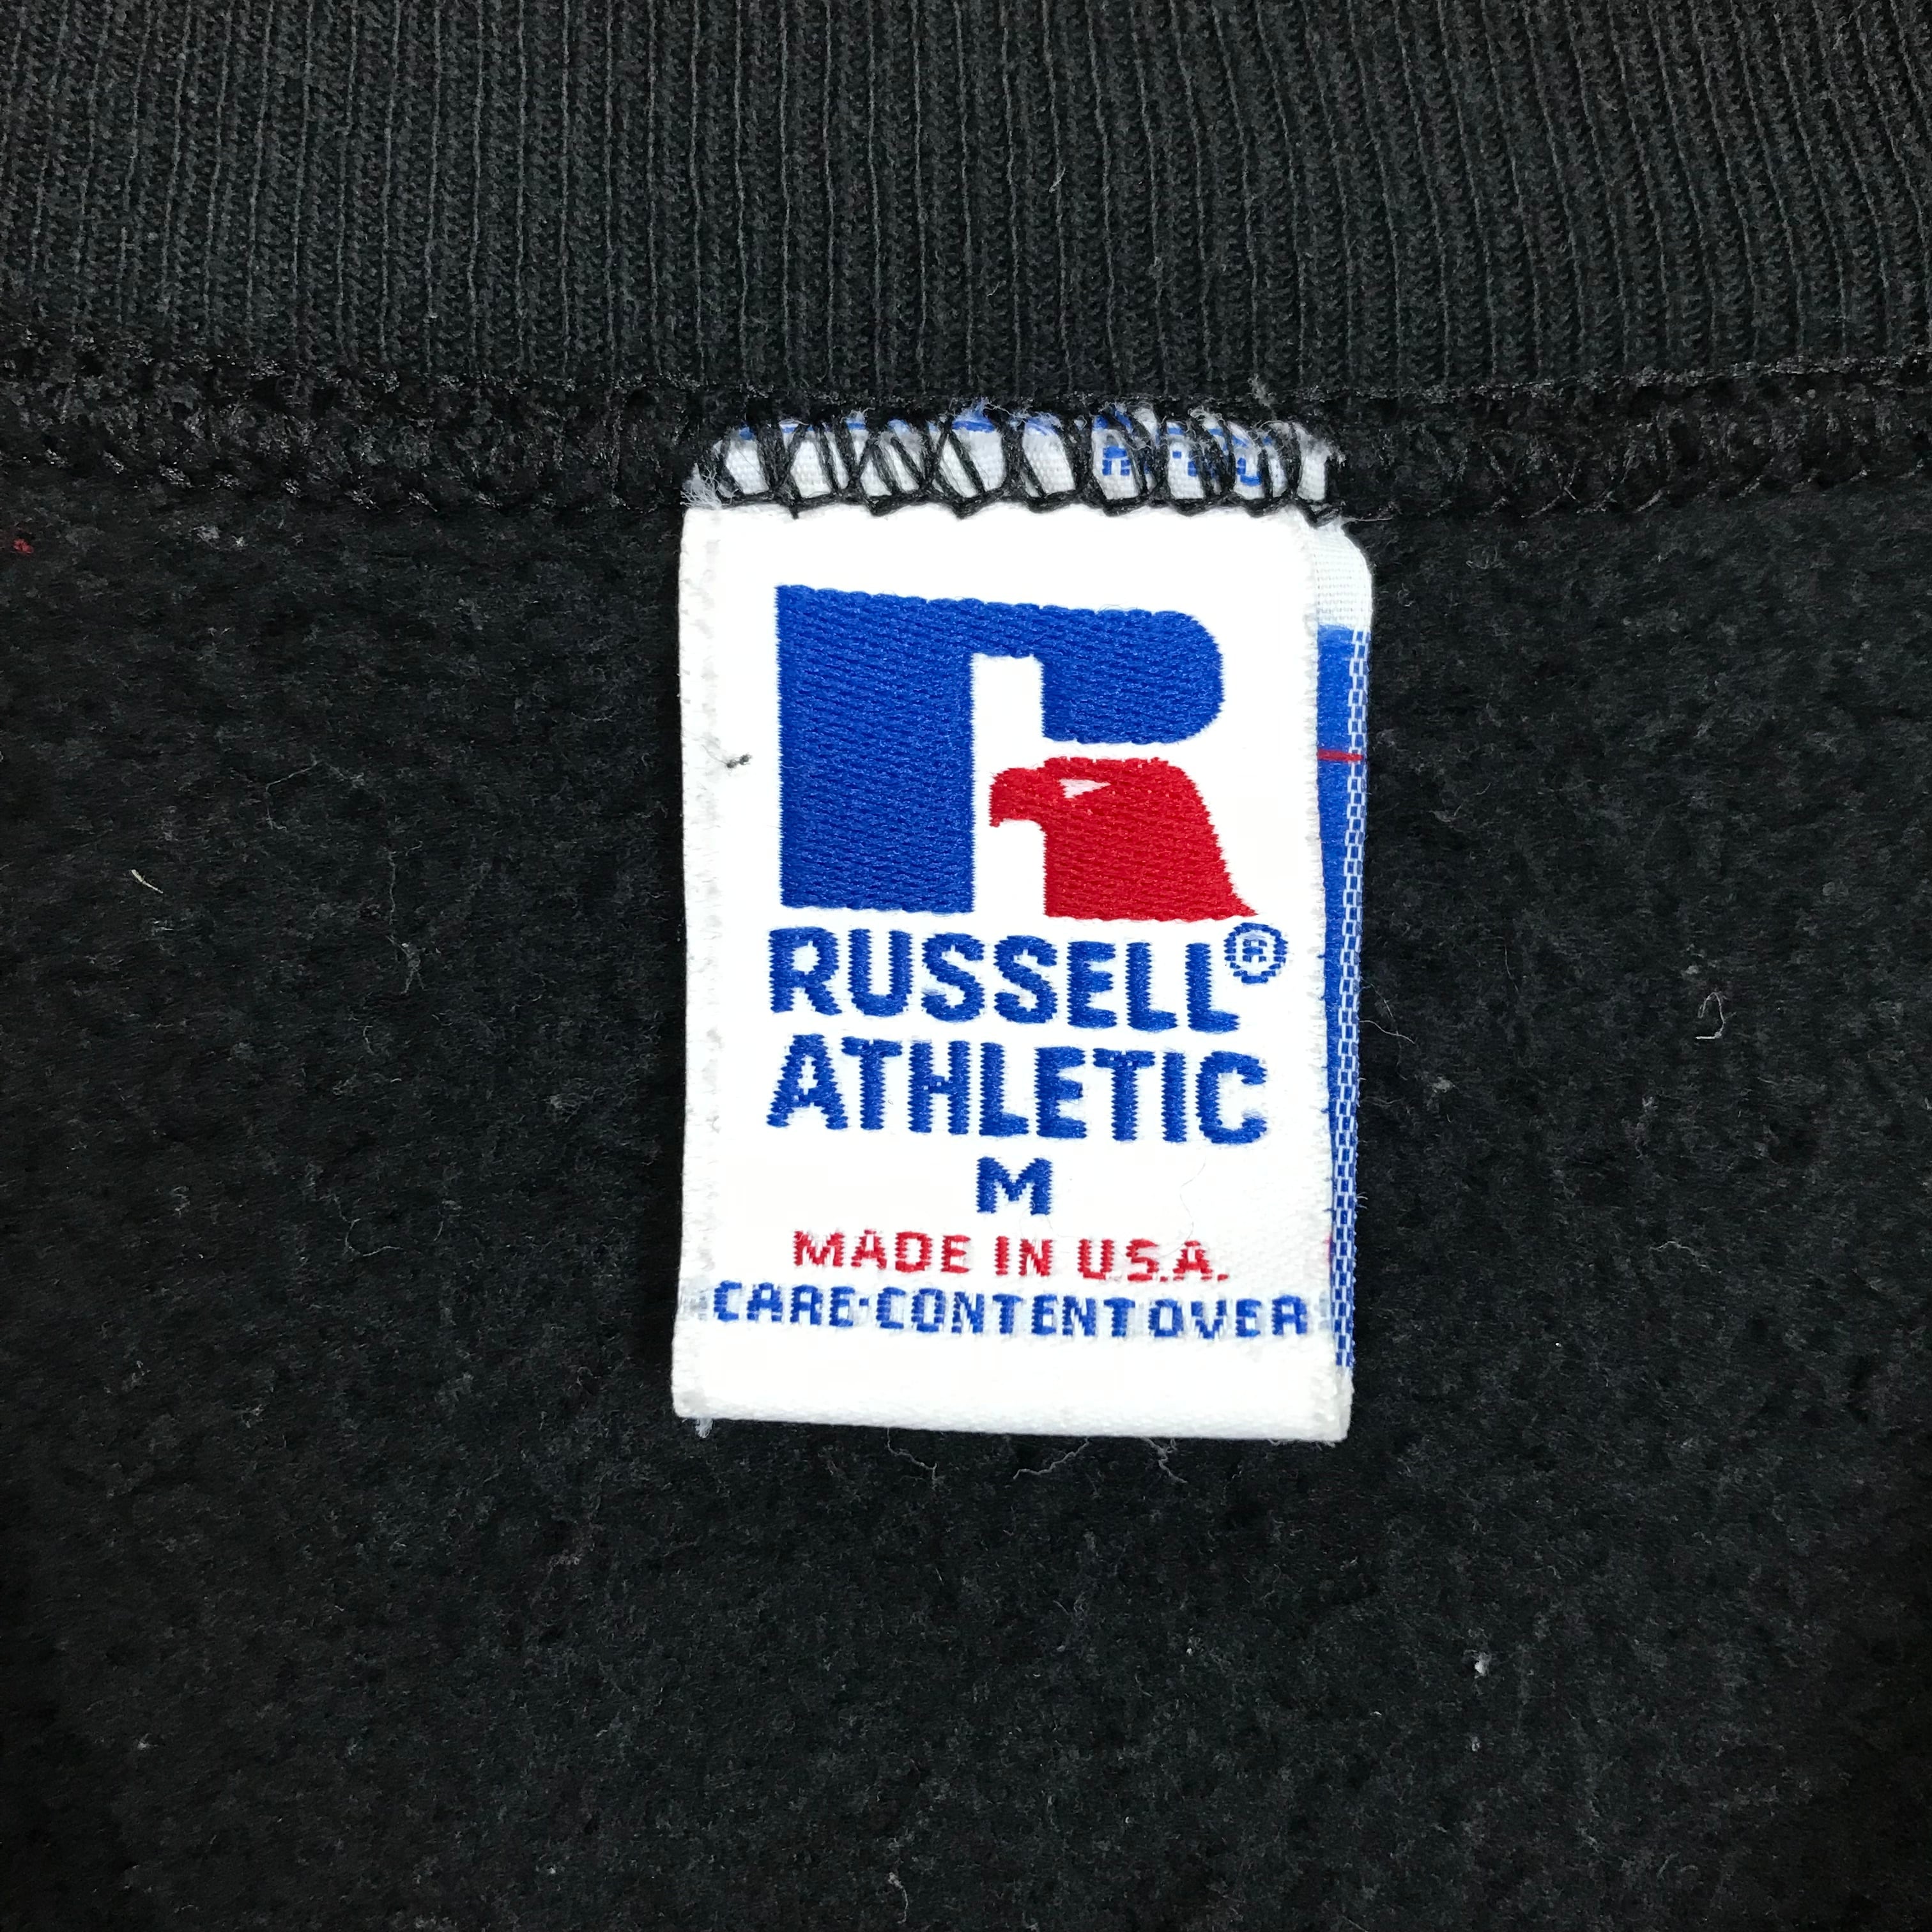 RUSSELL®
ATHLETIC
M
MADE IN U.S.A.
CARE·CONTENT OVER